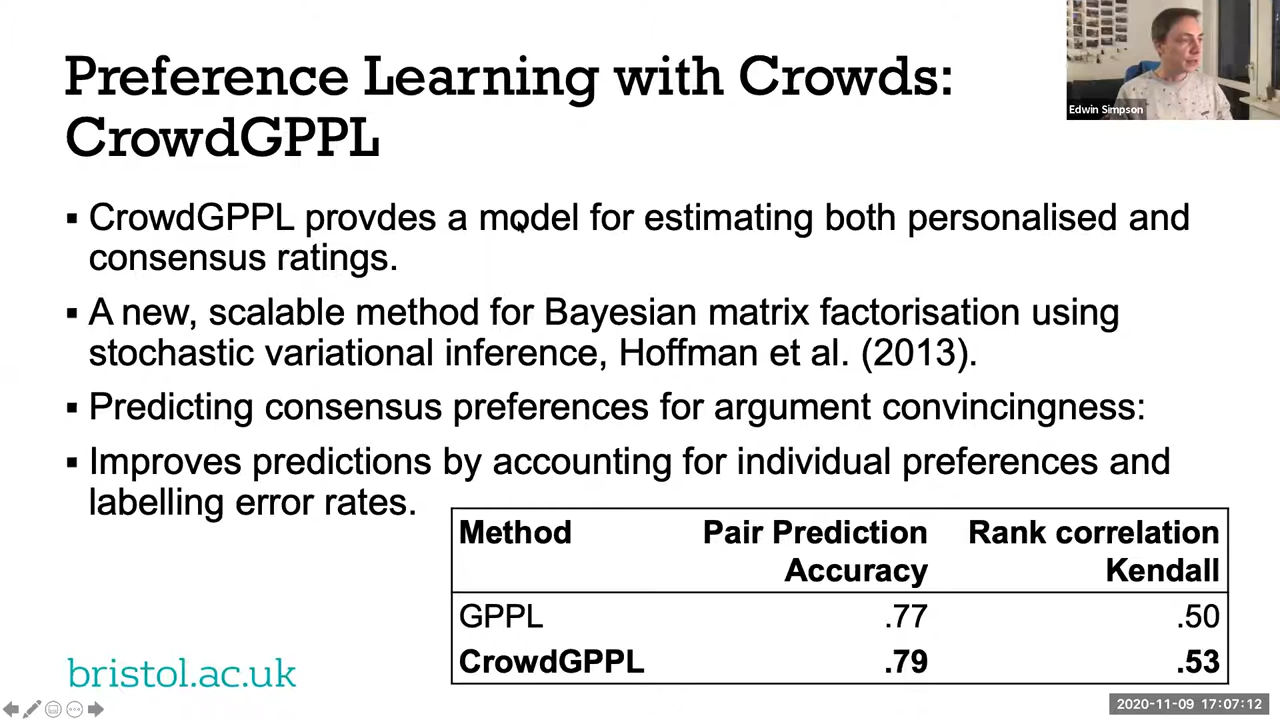 Preference Learning with Crowds:
CrowdGPPL
Edwin Simpson
▪ CrowdGPPL provdes a model for estimating both personalised and
consensus ratings.
▪ A new, scalable method for Bayesian matrix factorisation using
stochastic variational inference, Hoffman et al. (2013).
▪ Predicting consensus preferences for argument convincingness:
▪ Improves predictions by accounting for individual preferences and
labelling error rates.
Method Pair Prediction Rank correlation
Accuracy Kendall
GPPL .77 .50
CrowdGPPL .79 .53
bristol.ac.uk
2020-11-09 17:07:12